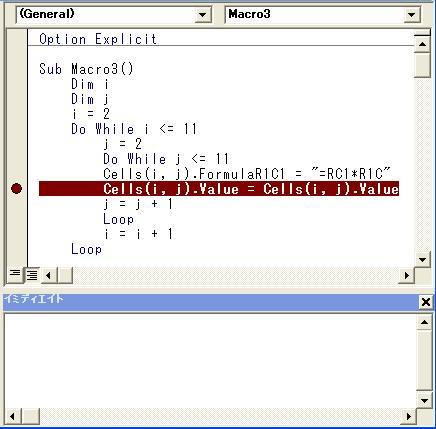 (General) Macro3
Option Explicit
Sub Macro3()
    Dim i
    Dim j
    i = 2
    Do While i <= 11
        j = 2
        Do While j <= 11
        Cells(i, j).FormulaR1C1 = "=RC1*R1C"
        Cells(i, j).Value = Cells(i, j).Value
        j = j + 1
        Loop
        i = i + 1
    Loop
イミディエイト